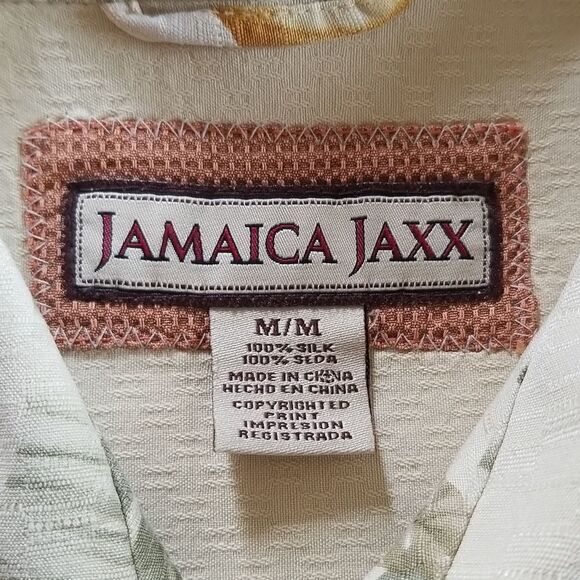 JAMAICA JAXX
M/M
100% SILK
100% SEDA
MADE IN CHINA
HECHO EN CHINA
COPYRIGHTED
PRINT
IMPRESION
REGISTRADA